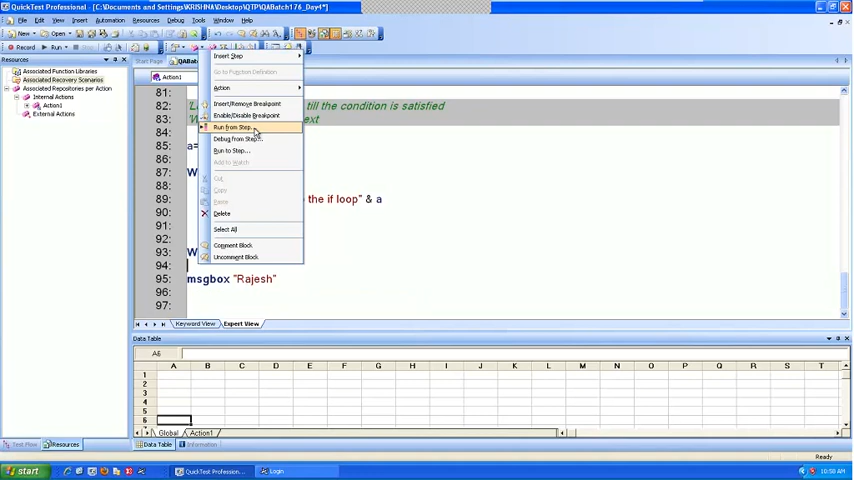 QuickTest Professional - [C:\Documents and Settings\KRISHNA\Desktop\QTP\QABatch176_Day4*]
File Edit View Insert Automation Resources Debug Tools Window Help
New Open
Record Run
Resources
Associated Function Libraries
Associated Recovery Scenarios
Associated Repositories per Action
Internal Actions
Action1
External Actions
Start Page QABat
Action1
81:
82: till the condition is satisfied
83: ext
84:
85: a=
86:
87: W
88:
89: the if loop" & a
90:
91:
92:
93: W
94:
95: msgbox "Rajesh"
96:
97:
Insert Step
Go to Function Definition
Action
Insert/Remove Breakpoint
Enable/Disable Breakpoint
Run from Step...
Debug from Step...
Run to Step...
Add to Watch
Cut
Copy
Paste
Delete
Select All
Comment Block
Uncomment Block
Keyword View Expert View
Data Table
A6
A B C D E F G H I J K L M N O P Q R S T
1
2
3
4
5
6
Global Action1
Test Flow Resources Data Table Information
Ready
start QuickTest Profession... Login 10:58 AM